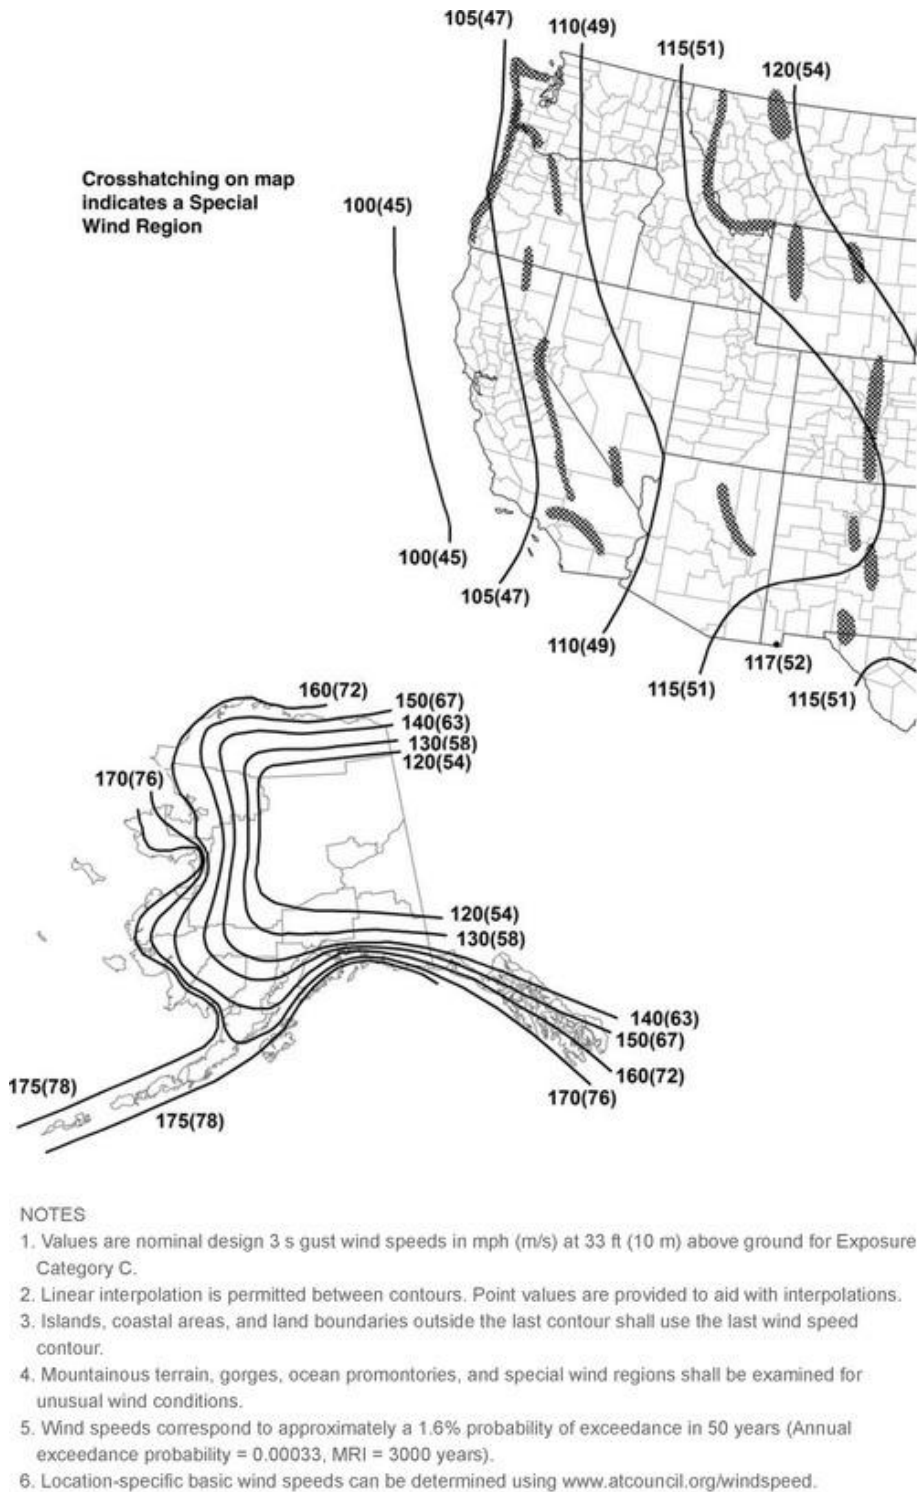 105(47)
110(49)
115(51)
120(54)
Crosshatching on map
indicates a Special
Wind Region
100(45)
100(45)
105(47)
110(49)
115(51)
117(52)
115(51)
160(72)
150(67)
140(63)
130(58)
120(54)
170(76)
120(54)
130(58)
140(63)
150(67)
160(72)
170(76)
175(78)
175(78)
NOTES
1. Values are nominal design 3 s gust wind speeds in mph (m/s) at 33 ft (10 m) above ground for Exposure
Category C.
2. Linear interpolation is permitted between contours. Point values are provided to aid with interpolations.
3. Islands, coastal areas, and land boundaries outside the last contour shall use the last wind speed
contour.
4. Mountainous terrain, gorges, ocean promontories, and special wind regions shall be examined for
unusual wind conditions.
5. Wind speeds correspond to approximately a 1.6% probability of exceedance in 50 years (Annual
exceedance probability = 0.00033, MRI = 3000 years).
6. Location-specific basic wind speeds can be determined using www.atcouncil.org/windspeed.